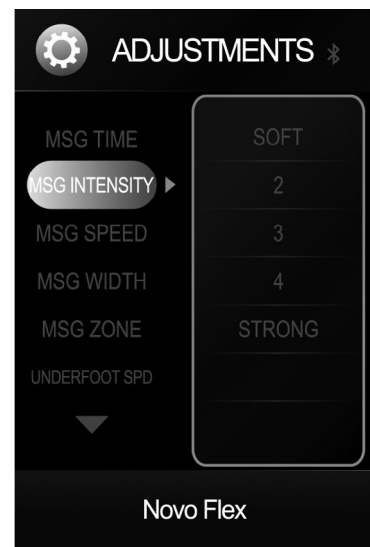 ADJUSTMENTS
MSG TIME
MSG INTENSITY
MSG SPEED
MSG WIDTH
MSG ZONE
UNDERFOOT SPD
SOFT
2
3
4
STRONG
Novo Flex